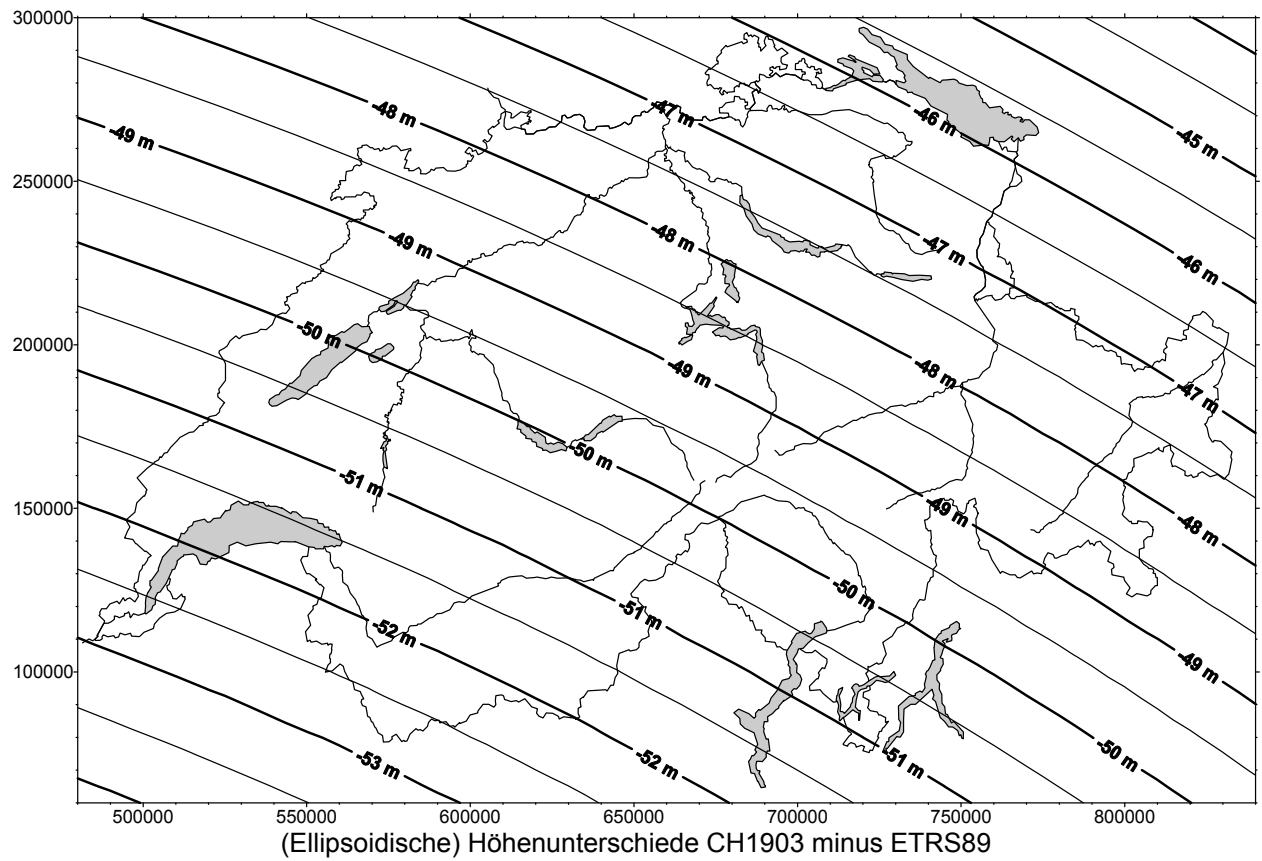 300000
250000
200000
150000
100000
-48 m
-47 m
-46 m
-45 m
-49 m
-49 m
-48 m
-47 m
-46 m
-50 m
-49 m
-48 m
-47 m
-51 m
-50 m
-49 m
-48 m
-52 m
-51 m
-50 m
-49 m
-53 m
-52 m
-51 m
-50 m
500000 550000 600000 650000 700000 750000 800000
(Ellipsoidische) Höhenunterschiede CH1903 minus ETRS89